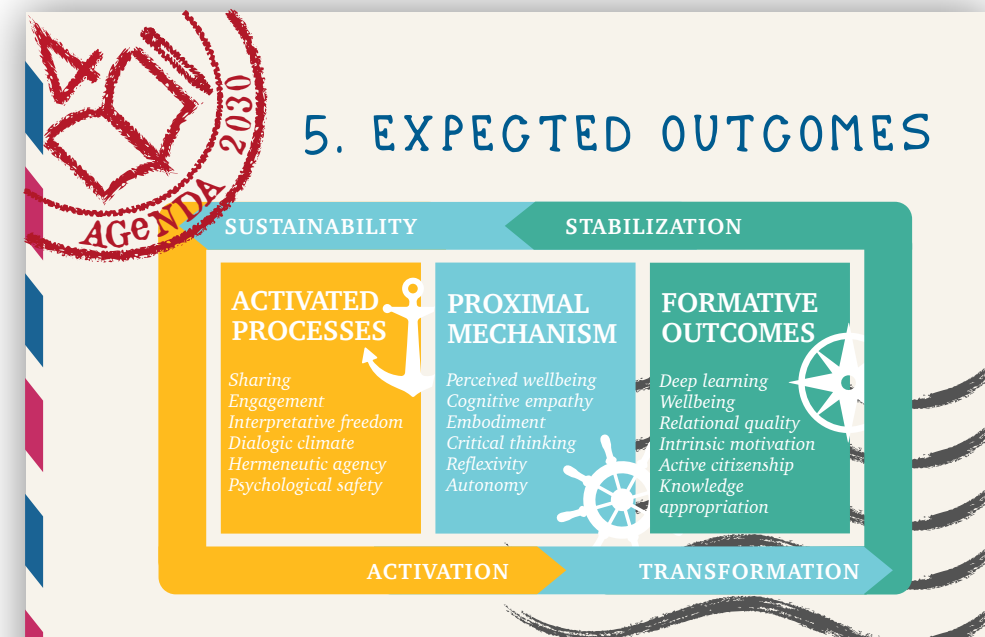 4
AGeNDA 2030
5. EXPECTED OUTCOMES
SUSTAINABILITY
STABILIZATION
ACTIVATED
PROCESSES
Sharing
Engagement
Interpretative freedom
Dialogic climate
Hermeneutic agency
Psychological safety
PROXIMAL
MECHANISM
Perceived wellbeing
Cognitive empathy
Embodiment
Critical thinking
Reflexivity
Autonomy
FORMATIVE
OUTCOMES
Deep learning
Wellbeing
Relational quality
Intrinsic motivation
Active citizenship
Knowledge
appropriation
ACTIVATION
TRANSFORMATION